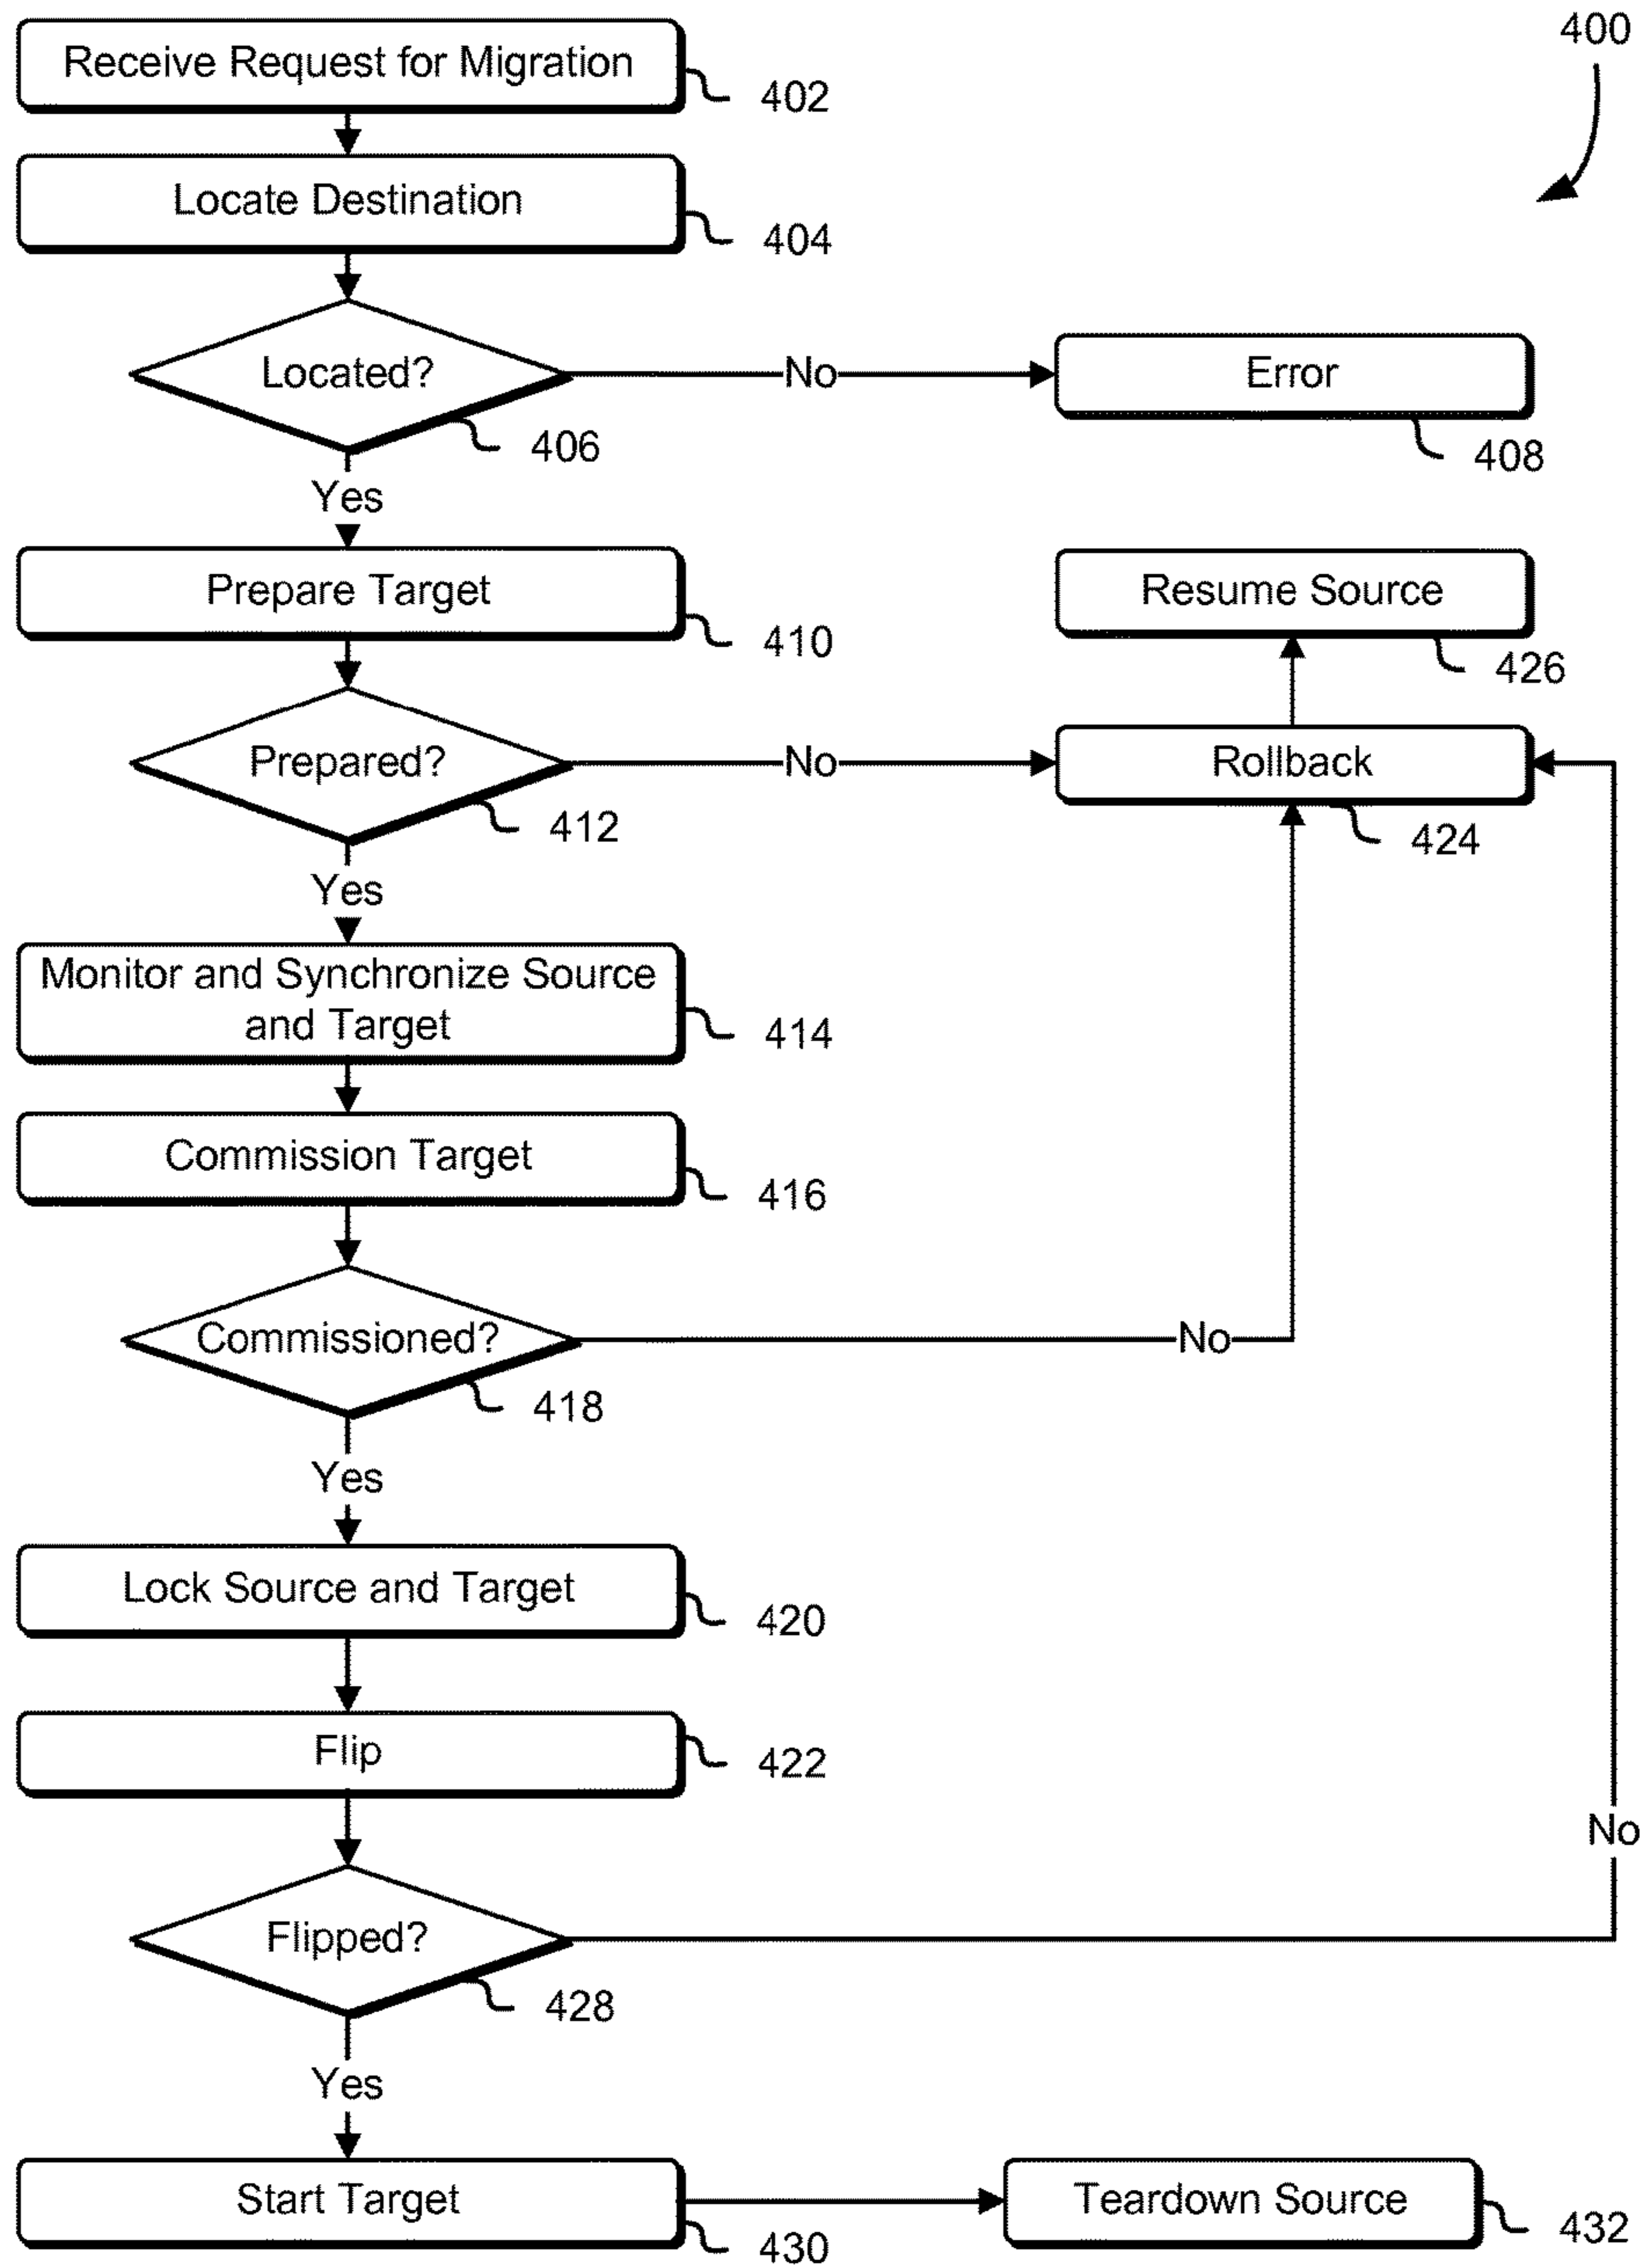 400
Receive Request for Migration
402
Locate Destination
404
Located?
No
Error
406
408
Yes
Prepare Target
410
Resume Source
426
Prepared?
No
Rollback
412
424
Yes
Monitor and Synchronize Source
and Target
414
Commission Target
416
Commissioned?
No
418
Yes
Lock Source and Target
420
Flip
422
No
Flipped?
428
Yes
Start Target
430
Teardown Source
432